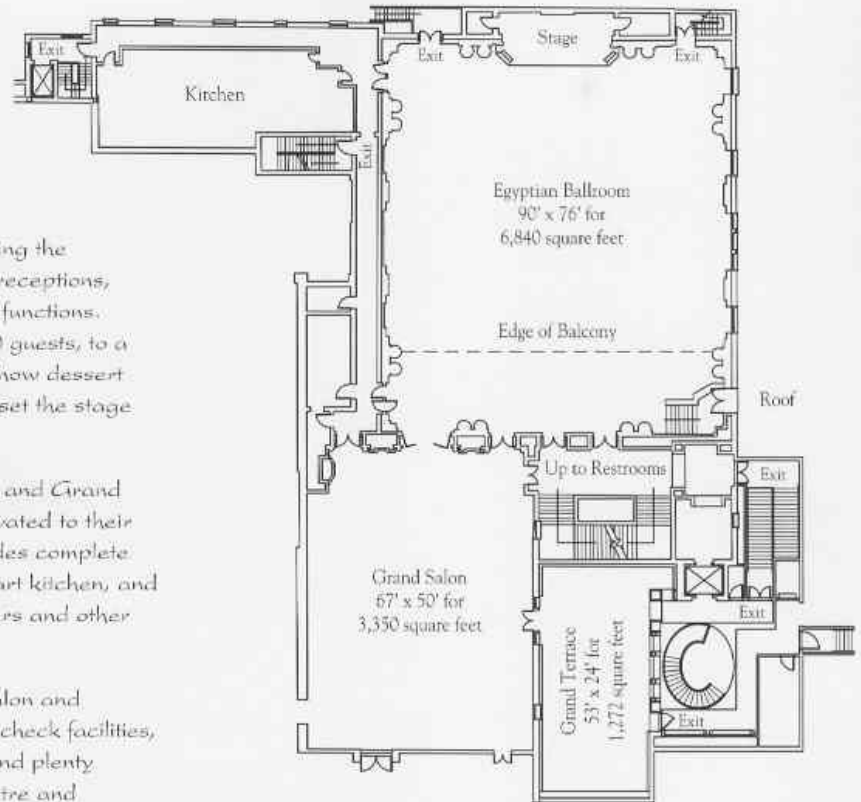 ing the
receptions,
functions.
guests, to a
now dessert
set the stage
and Grand
vated to their
des complete
art kitchen, and
rs and other
lon and
check facilities,
nd plenty
tre and
Exit
Kitchen
Exit
Exit
Stage
Exit
Egyptian Ballroom
90' x 76' for
6,840 square feet
Edge of Balcony
Roof
Up to Restrooms
Exit
Grand Salon
67' x 50' for
3,350 square feet
Grand Terrace
53' x 24' for
1,272 square feet
Exit
Exit